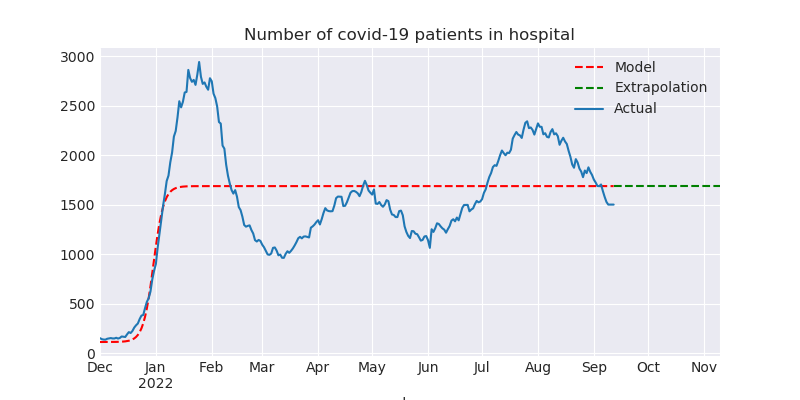 Number of covid-19 patients in hospital
3000
2500
2000
1500
1000
500
0
Model
Extrapolation
Actual
Dec Jan Feb Mar Apr May Jun Jul Aug Sep Oct Nov
2022